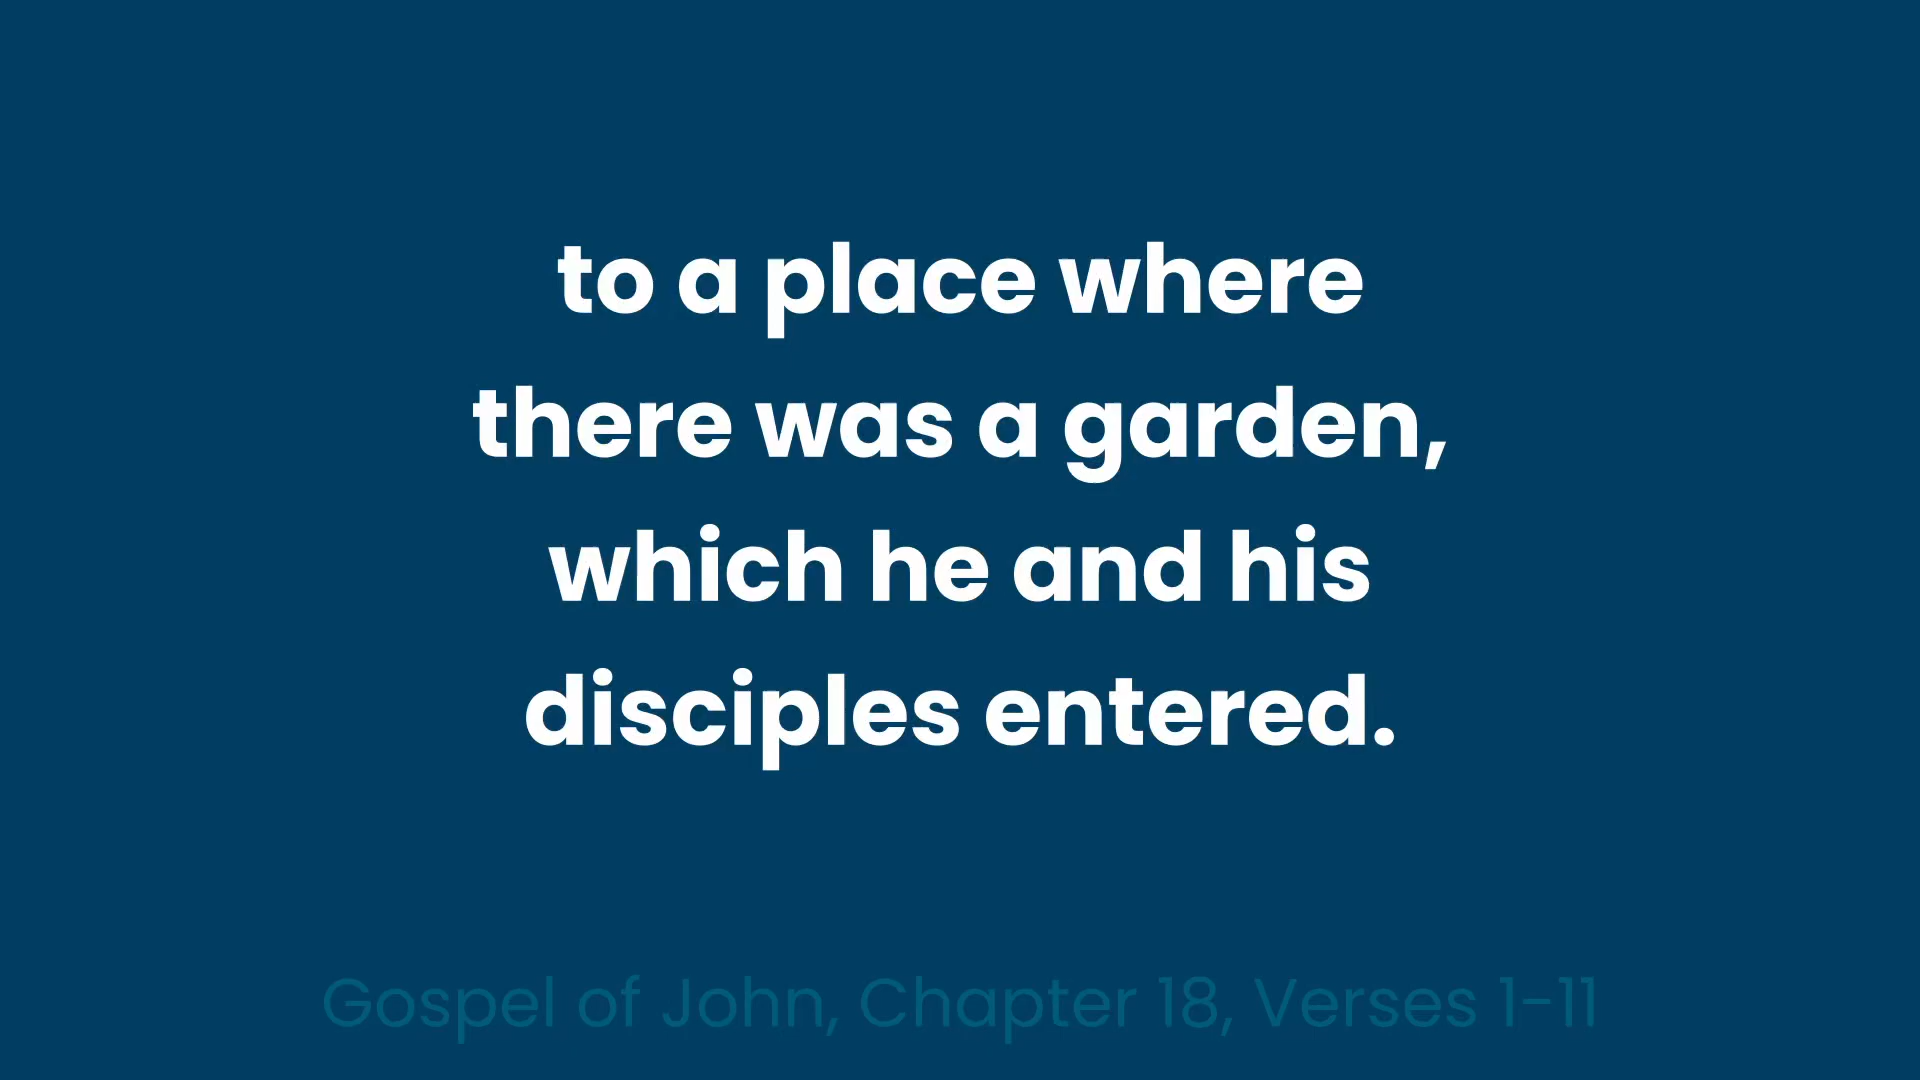 to a place where
there was a garden,
which he and his
disciples entered.
Gospel of John, Chapter 18, Verses 1-11